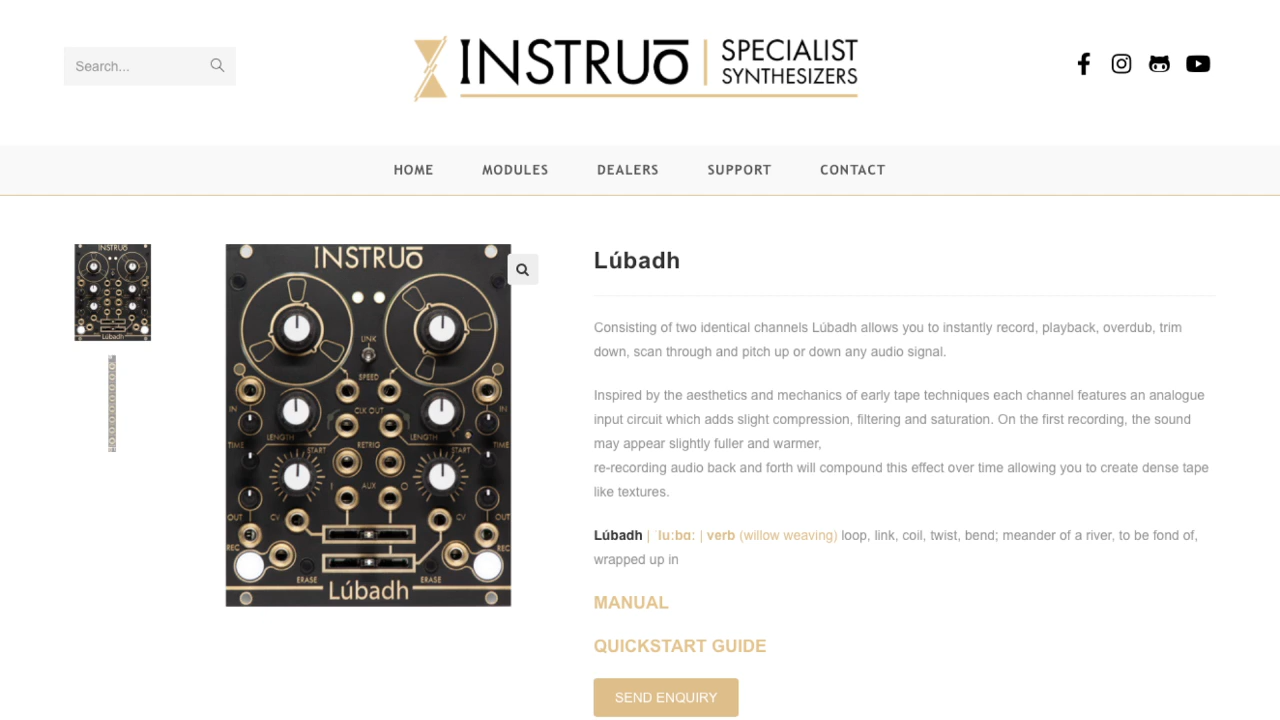 Search...
INSTRUŌ | SPECIALIST
SYNTHESIZERS
HOME MODULES DEALERS SUPPORT CONTACT
INSTRUŌ
Lúbadh
INSTRUŌ
LINK
SPEED
IN CLK OUT IN
LENGTH LENGTH
TIME RETRIG TIME
START START
I AUX O
OUT CV CV OUT
REC REC
ERASE ERASE
Lúbadh
Lúbadh
Consisting of two identical channels Lúbadh allows you to instantly record, playback, overdub, trim
down, scan through and pitch up or down any audio signal.
Inspired by the aesthetics and mechanics of early tape techniques each channel features an analogue
input circuit which adds slight compression, filtering and saturation. On the first recording, the sound
may appear slightly fuller and warmer,
re-recording audio back and forth will compound this effect over time allowing you to create dense tape
like textures.
Lúbadh | ˈluːbɑː | verb (willow weaving) loop, link, coil, twist, bend; meander of a river, to be fond of,
wrapped up in
MANUAL
QUICKSTART GUIDE
SEND ENQUIRY